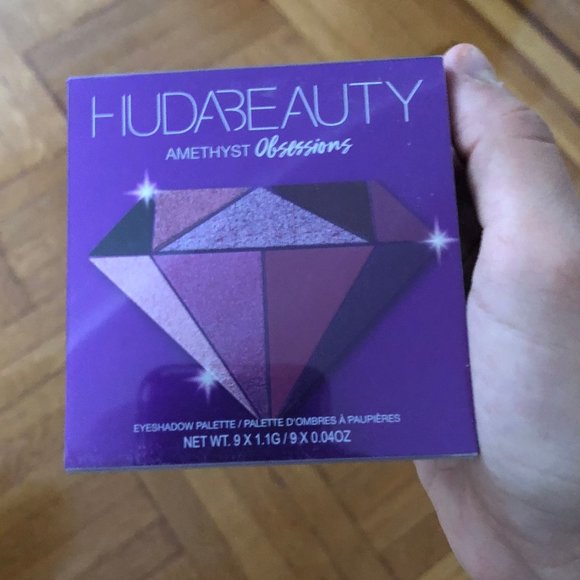 HUDABEAUTY
AMETHYST Obsessions
EYESHADOW PALETTE / PALETTE D'OMBRES À PAUPIÈRES
NET WT. 9 X 1.1G / 9 X 0.04OZ